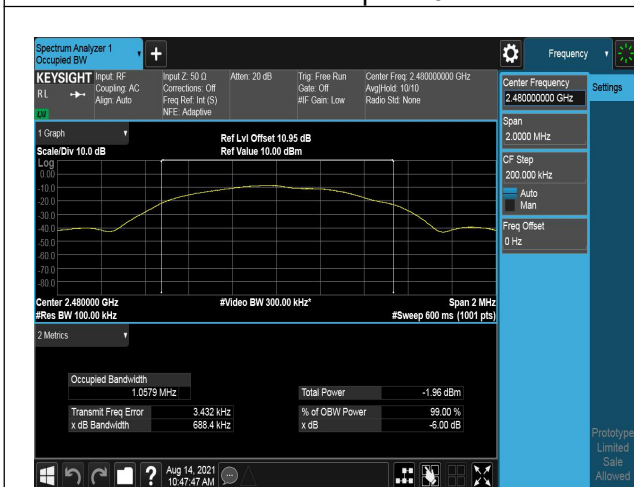 Spectrum Analyzer 1
Occupied BW
Frequency
KEYSIGHT
R L
LXI
Input: RF
Coupling: AC
Align: Auto
Input Z: 50 Ω
Corrections: Off
Freq Ref: Int (S)
NFE: Adaptive
Atten: 20 dB
Trig: Free Run
Gate: Off
#IF Gain: Low
Center Freq: 2.480000000 GHz
Avg|Hold: 10/10
Radio Std: None
Center Frequency
2.480000000 GHz
Settings
Span
2.0000 MHz
CF Step
200.000 kHz
Auto
Man
Freq Offset
0 Hz
1 Graph
Scale/Div 10.0 dB
Ref Lvl Offset 10.95 dB
Ref Value 10.00 dBm
Log
0.00
-10.0
-20.0
-30.0
-40.0
-50.0
-60.0
-70.0
-80.0
Center 2.480000 GHz
#Res BW 100.00 kHz
#Video BW 300.00 kHz*
Span 2 MHz
#Sweep 600 ms (1001 pts)
2 Metrics
Occupied Bandwidth
1.0579 MHz
Total Power -1.96 dBm
Transmit Freq Error 3.432 kHz
% of OBW Power 99.00 %
x dB Bandwidth 688.4 kHz
x dB -6.00 dB
Prototype
Limited
Sale
Allowed
Aug 14, 2021
10:47:47 AM